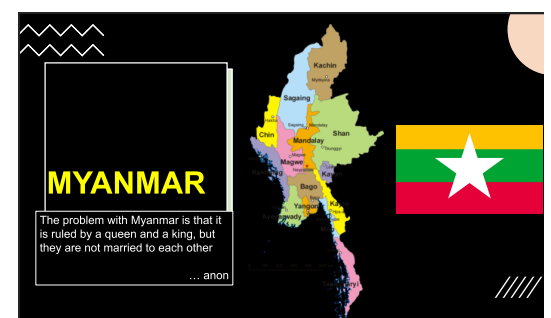 MYANMAR
The problem with Myanmar is that it
is ruled by a queen and a king, but
they are not married to each other
… anon
Kachin
Sagaing
Shan
Chin
Mandalay
Magwe
Bago
Yangon